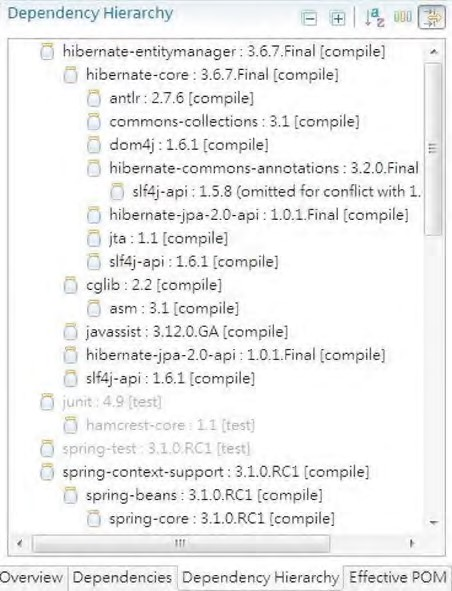 Dependency Hierarchy
hibernate-entitymanager : 3.6.7.Final [compile]
hibernate-core : 3.6.7.Final [compile]
antlr : 2.7.6 [compile]
commons-collections : 3.1 [compile]
dom4j : 1.6.1 [compile]
hibernate-commons-annotations : 3.2.0.Final
slf4j-api : 1.5.8 (omitted for conflict with 1.
hibernate-jpa-2.0-api : 1.0.1.Final [compile]
jta : 1.1 [compile]
slf4j-api : 1.6.1 [compile]
cglib : 2.2 [compile]
asm : 3.1 [compile]
javassist : 3.12.0.GA [compile]
hibernate-jpa-2.0-api : 1.0.1.Final [compile]
slf4j-api : 1.6.1 [compile]
junit : 4.9 [test]
hamcrest-core : 1.1 [test]
spring-test : 3.1.0.RC1 [test]
spring-context-support : 3.1.0.RC1 [compile]
spring-beans : 3.1.0.RC1 [compile]
spring-core : 3.1.0.RC1 [compile]
Overview Dependencies Dependency Hierarchy Effective POM